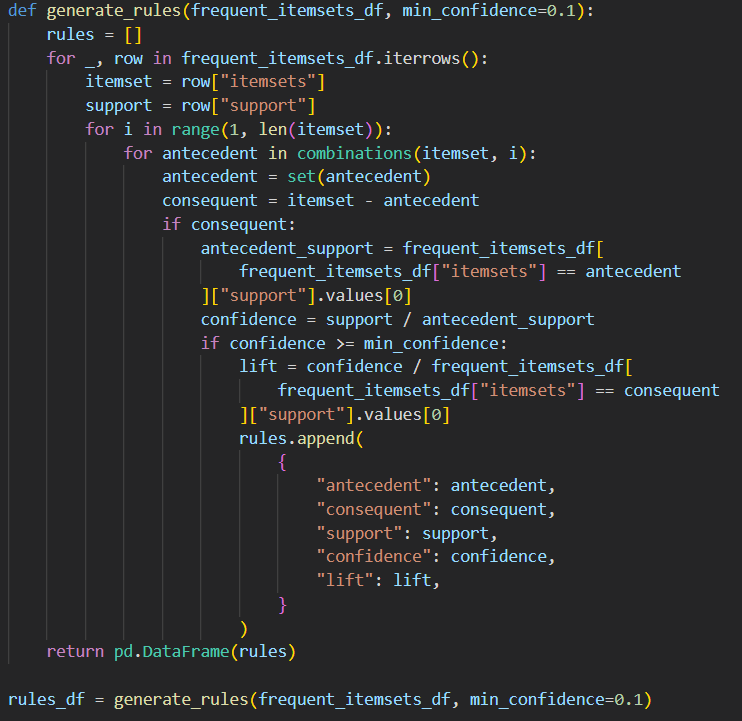 def generate_rules(frequent_itemsets_df, min_confidence=0.1):
    rules = []
    for _, row in frequent_itemsets_df.iterrows():
        itemset = row["itemsets"]
        support = row["support"]
        for i in range(1, len(itemset)):
            for antecedent in combinations(itemset, i):
                antecedent = set(antecedent)
                consequent = itemset - antecedent
                if consequent:
                    antecedent_support = frequent_itemsets_df[
                        frequent_itemsets_df["itemsets"] == antecedent
                    ]["support"].values[0]
                    confidence = support / antecedent_support
                    if confidence >= min_confidence:
                        lift = confidence / frequent_itemsets_df[
                            frequent_itemsets_df["itemsets"] == consequent
                        ]["support"].values[0]
                        rules.append(
                            {
                                "antecedent": antecedent,
                                "consequent": consequent,
                                "support": support,
                                "confidence": confidence,
                                "lift": lift,
                            }
                        )
    return pd.DataFrame(rules)

rules_df = generate_rules(frequent_itemsets_df, min_confidence=0.1)